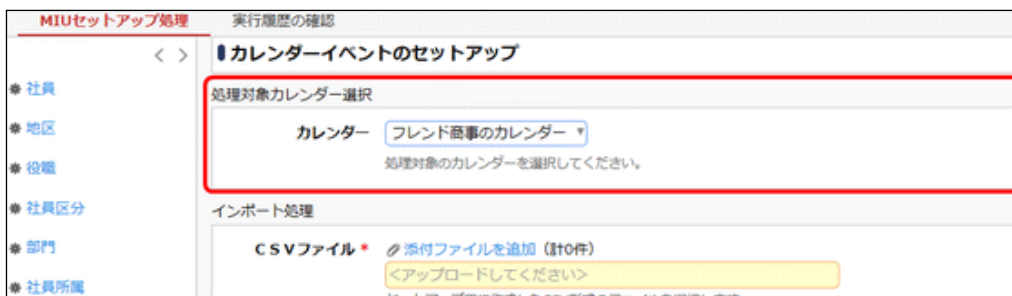 MIUセットアップ処理 実行履歴の確認
< >
カレンダーイベントのセットアップ
社員
処理対象カレンダー選択
地区
カレンダー フレンド商事のカレンダー
役職
処理対象のカレンダーを選択してください。
社員区分
インポート処理
部門
CSVファイル * 添付ファイルを追加 (計0件)
<アップロードしてください>
社員所属